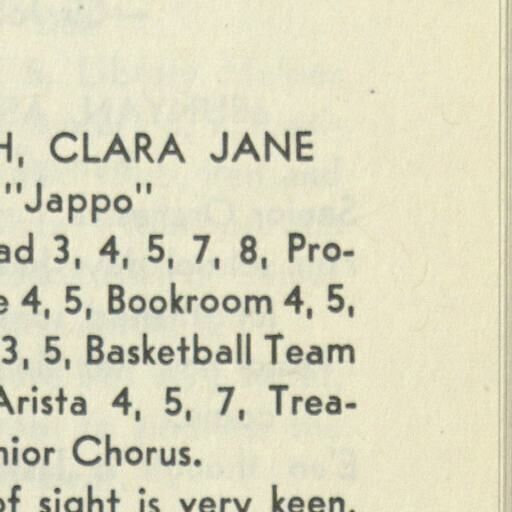 H, CLARA JANE
"Jappo"
ad 3, 4, 5, 7, 8, Pro-
e 4, 5, Bookroom 4, 5,
3, 5, Basketball Team
Arista 4, 5, 7, Trea-
nior Chorus.
of sight is very keen.